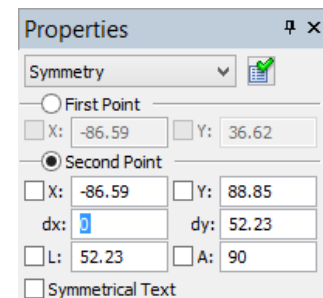 Properties
Symmetry
First Point
X: -86.59 Y: 36.62
Second Point
X: -86.59 Y: 88.85
dx: 0 dy: 52.23
L: 52.23 A: 90
Symmetrical Text